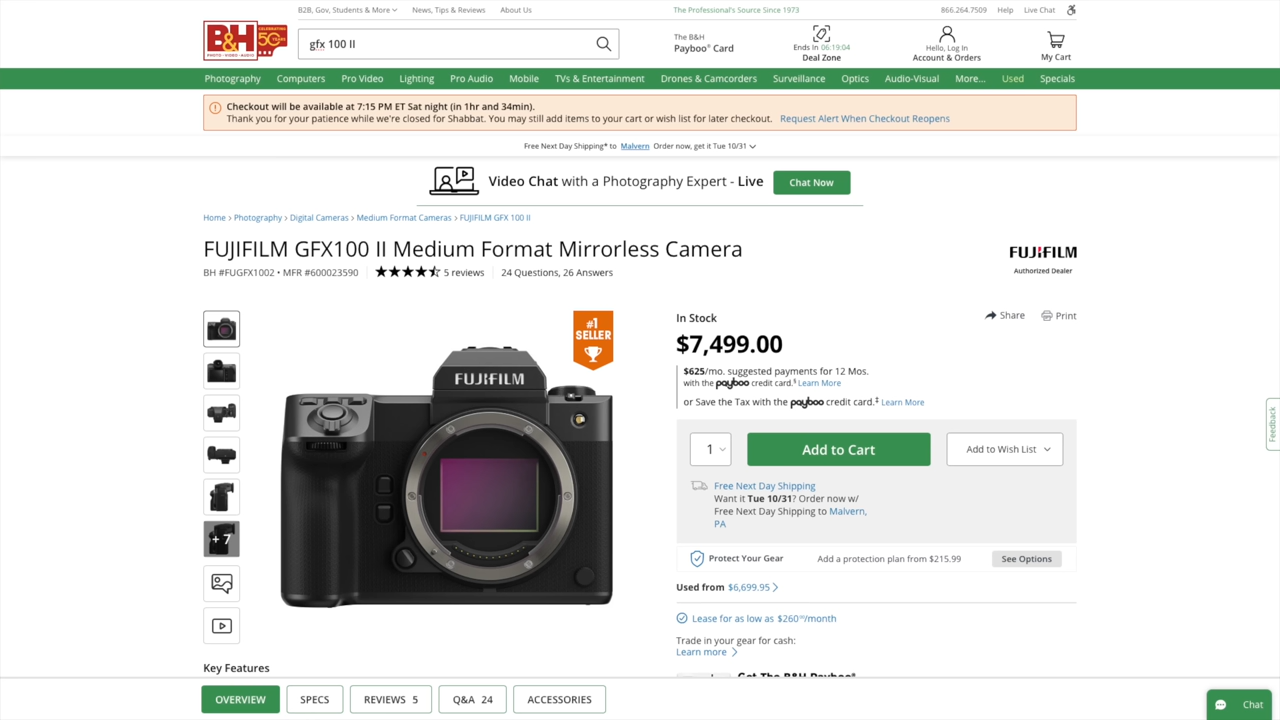 B2B, Gov, Students & More
News, Tips & Reviews
About Us
The Professional's Source Since 1973
866.264.7509
Help
Live Chat
B&H
PHOTO · VIDEO · AUDIO
CELEBRATING
50 YEARS
gfx 100 II
The B&H
Payboo® Card
Ends In 06:19:04
Deal Zone
Hello, Log In
Account & Orders
My Cart
Photography
Computers
Pro Video
Lighting
Pro Audio
Mobile
TVs & Entertainment
Drones & Camcorders
Surveillance
Optics
Audio-Visual
More...
Used
Specials
Checkout will be available at 7:15 PM ET Sat night (in 1hr and 34min).
Thank you for your patience while we're closed for Shabbat. You may still add items to your cart or wish list for later checkout. Request Alert When Checkout Reopens
Free Next Day Shipping* to Malvern Order now, get it Tue 10/31
Video Chat with a Photography Expert - Live
Chat Now
Home > Photography > Digital Cameras > Medium Format Cameras > FUJIFILM GFX 100 II
FUJIFILM GFX100 II Medium Format Mirrorless Camera
BH #FUGFX1002 • MFR #600023590
5 reviews
24 Questions, 26 Answers
FUJIFILM
Authorized Dealer
#1
SELLER
FUJIFILM
+ 7
In Stock
Share
Print
$7,499.00
$625/mo. suggested payments for 12 Mos.
with the payboo credit card.§ Learn More
or Save the Tax with the payboo credit card.‡ Learn More
1
Add to Cart
Add to Wish List
Free Next Day Shipping
Want it Tue 10/31? Order now w/
Free Next Day Shipping to Malvern,
PA
Protect Your Gear
Add a protection plan from $215.99
See Options
Used from $6,699.95 >
Lease for as low as $260⁰⁰/month
Trade in your gear for cash:
Learn more >
Get The B&H Payboo®
Feedback
Key Features
OVERVIEW
SPECS
REVIEWS 5
Q&A 24
ACCESSORIES
Chat